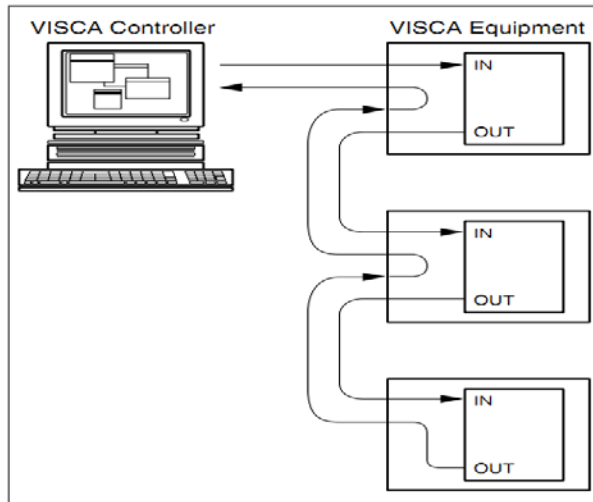 VISCA Controller
VISCA Equipment
IN
OUT
IN
OUT
IN
OUT